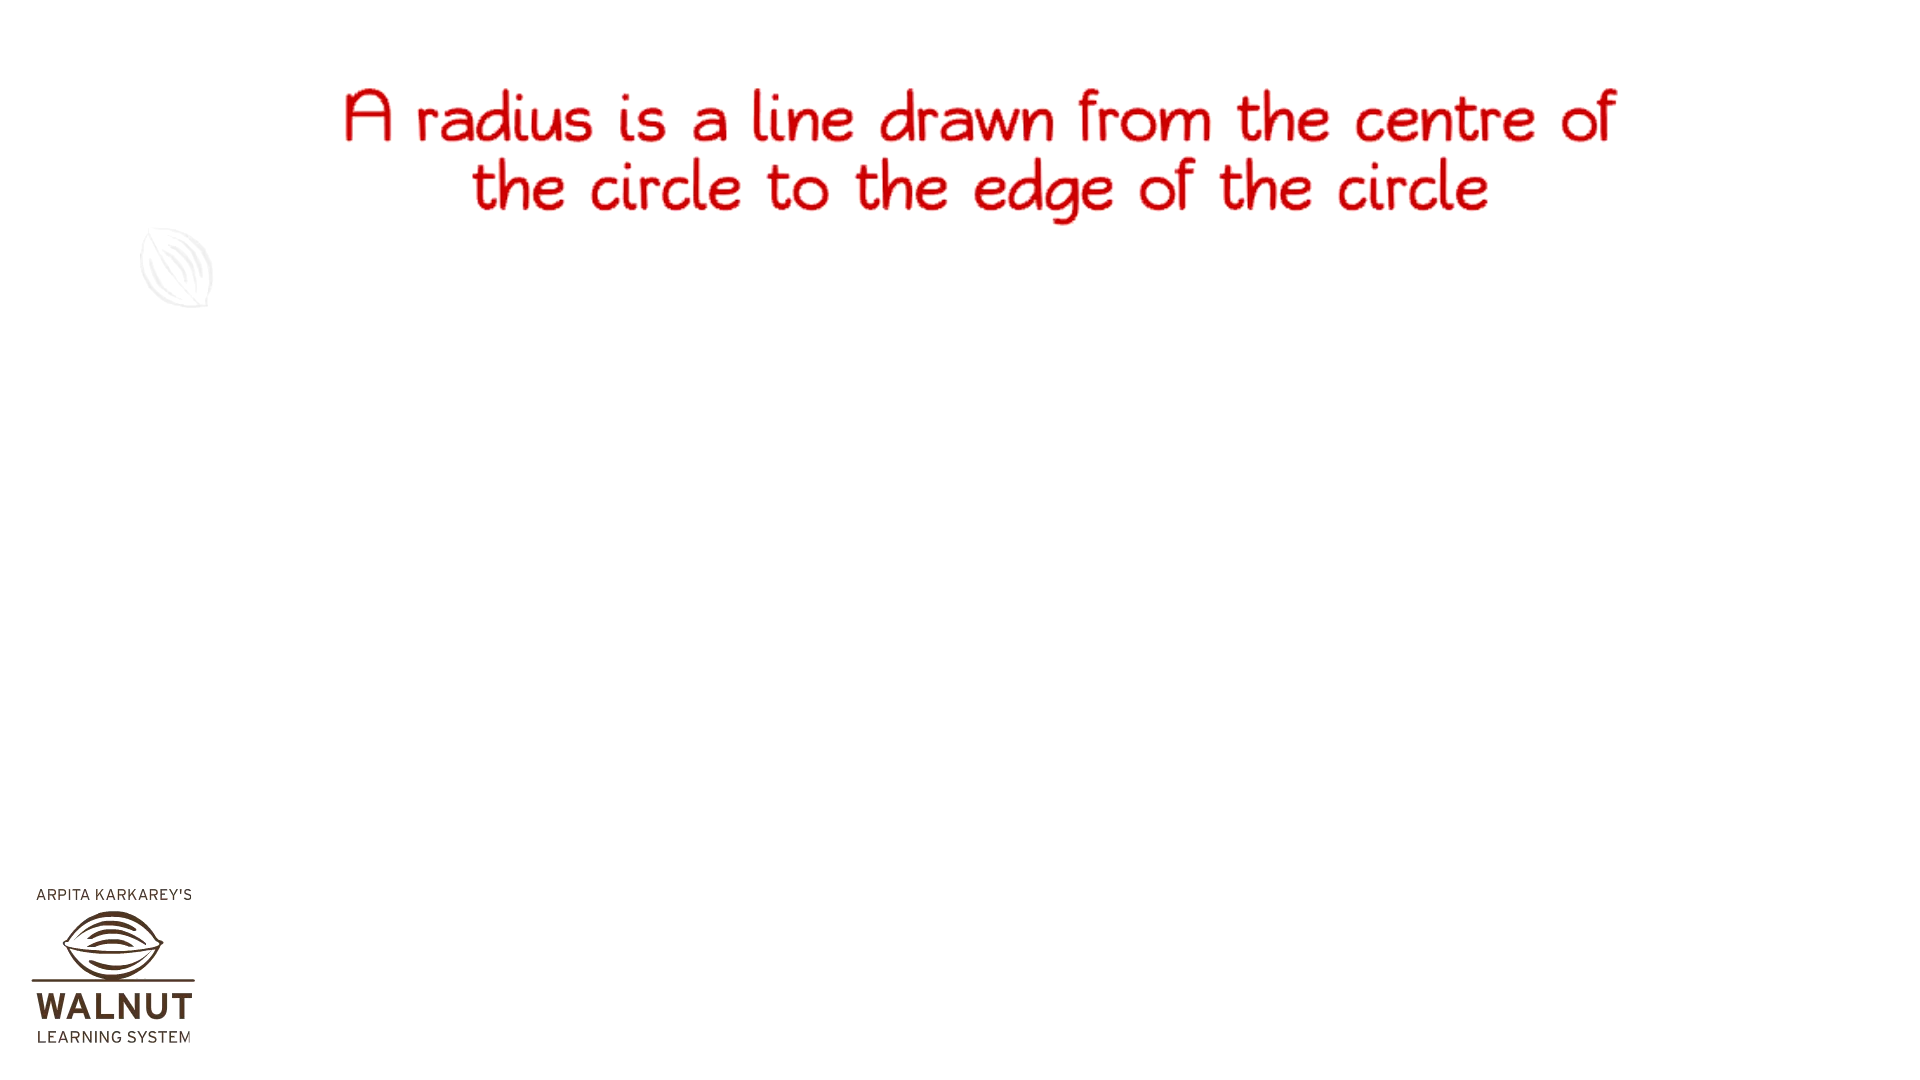 A radius is a line drawn from the centre of
the circle to the edge of the circle
ARPITA KARKAREY'S
WALNUT
LEARNING SYSTEM